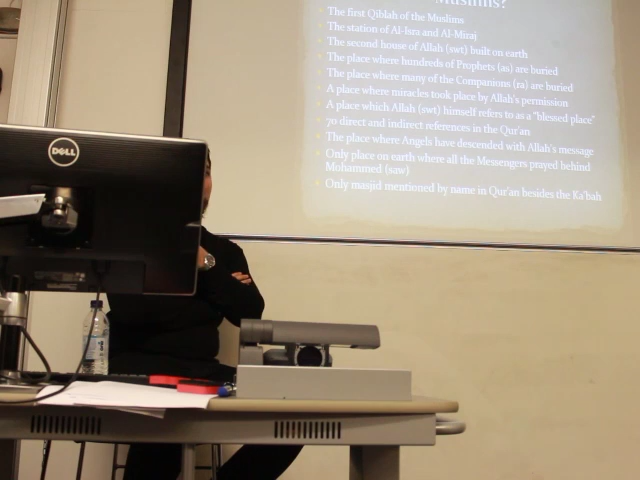 Muslims?
The first Qiblah of the Muslims
The station of Al-Isra and Al-Miraj
The second house of Allah (swt) built on earth
The place where hundreds of Prophets (as) are buried
The place where many of the Companions (ra) are buried
A place where miracles took place by Allah's permission
A place which Allah (swt) himself refers to as a "blessed place"
70 direct and indirect references in the Qur'an
The place where Angels have descended with Allah's message
Only place on earth where all the Messengers prayed behind
Mohammed (saw)
Only masjid mentioned by name in Qur'an besides the Ka'bah
DELL